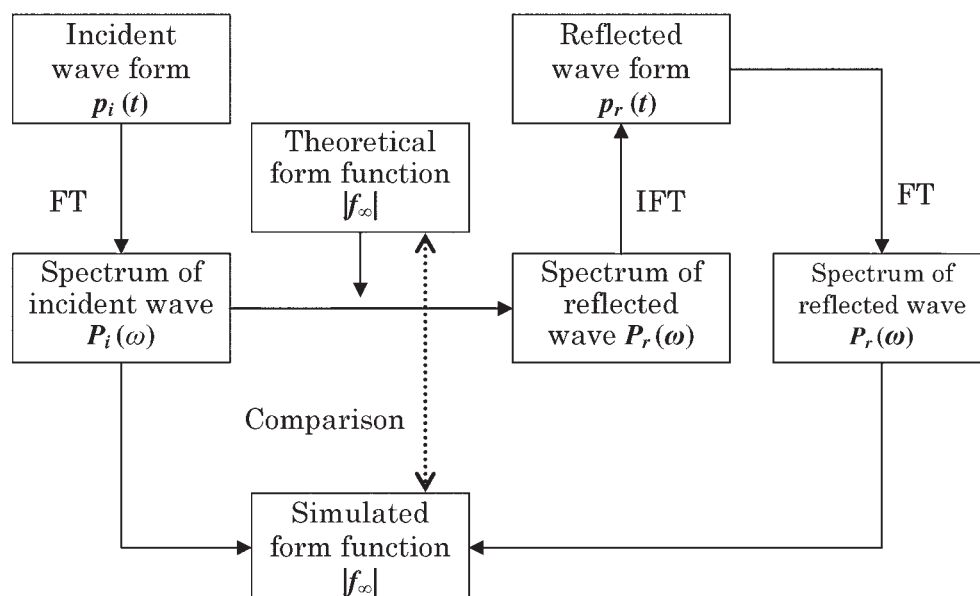 Incident
wave form
p_i (t)
Reflected
wave form
p_r (t)
Theoretical
form function
|f_∞|
FT
IFT
FT
Spectrum of
incident wave
P_i (ω)
Spectrum of
reflected
wave P_r (ω)
Spectrum of
reflected wave
P_r (ω)
Comparison
Simulated
form function
|f_∞|